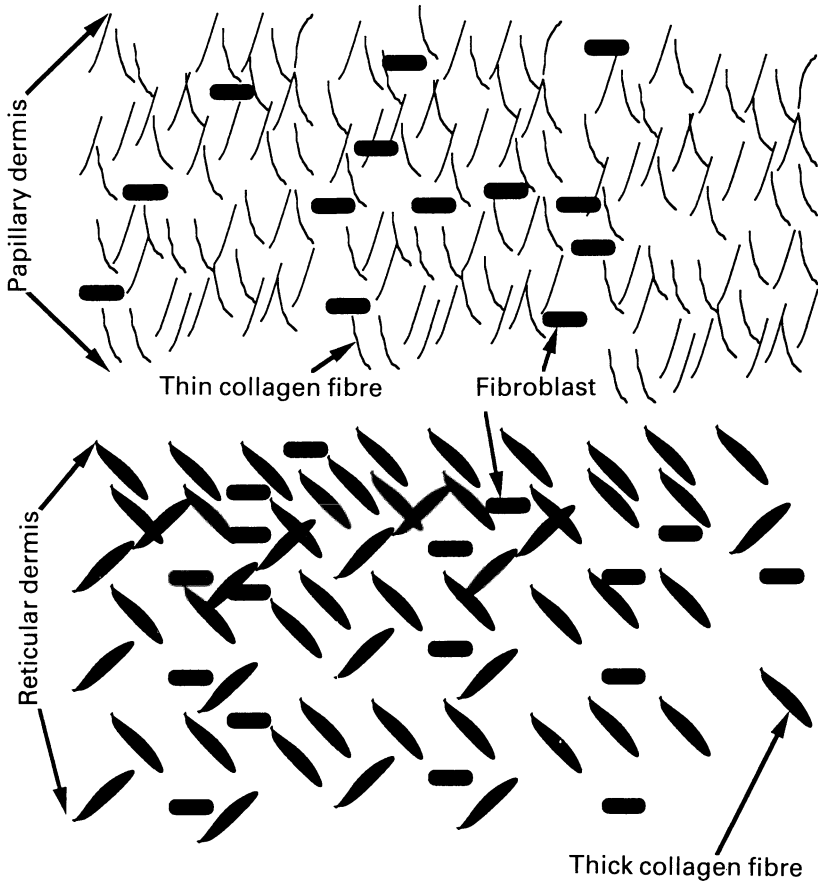 Papillary dermis
Thin collagen fibre
Fibroblast
Reticular dermis
Thick collagen fibre